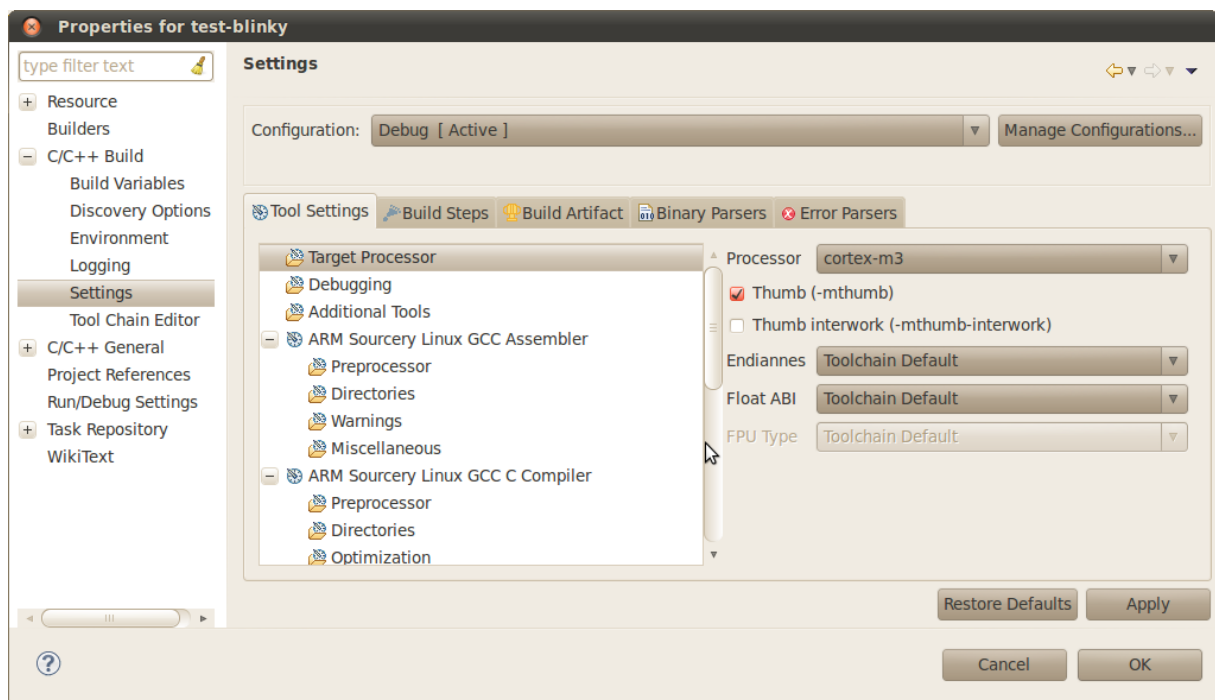 Properties for test-blinky
type filter text
Resource
Builders
C/C++ Build
Build Variables
Discovery Options
Environment
Logging
Settings
Tool Chain Editor
C/C++ General
Project References
Run/Debug Settings
Task Repository
WikiText
Settings
Configuration: Debug [ Active ] Manage Configurations...
Tool Settings Build Steps Build Artifact Binary Parsers Error Parsers
Target Processor
Debugging
Additional Tools
ARM Sourcery Linux GCC Assembler
Preprocessor
Directories
Warnings
Miscellaneous
ARM Sourcery Linux GCC C Compiler
Preprocessor
Directories
Optimization
Processor cortex-m3
Thumb (-mthumb)
Thumb interwork (-mthumb-interwork)
Endiannes Toolchain Default
Float ABI Toolchain Default
FPU Type Toolchain Default
Restore Defaults Apply
Cancel OK